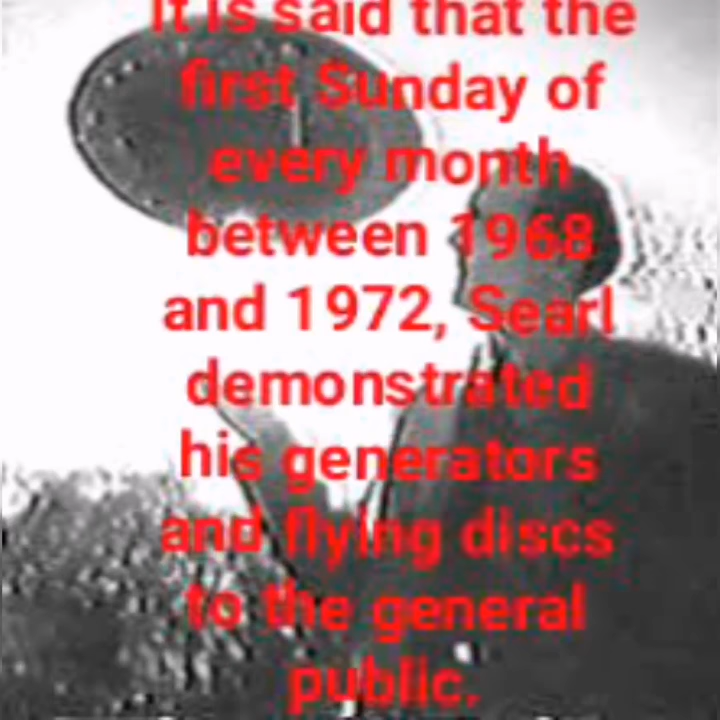 It is said that the
first Sunday of
every month
between 1968
and 1972, Searl
demonstrated
his generators
and flying discs
to the general
public.